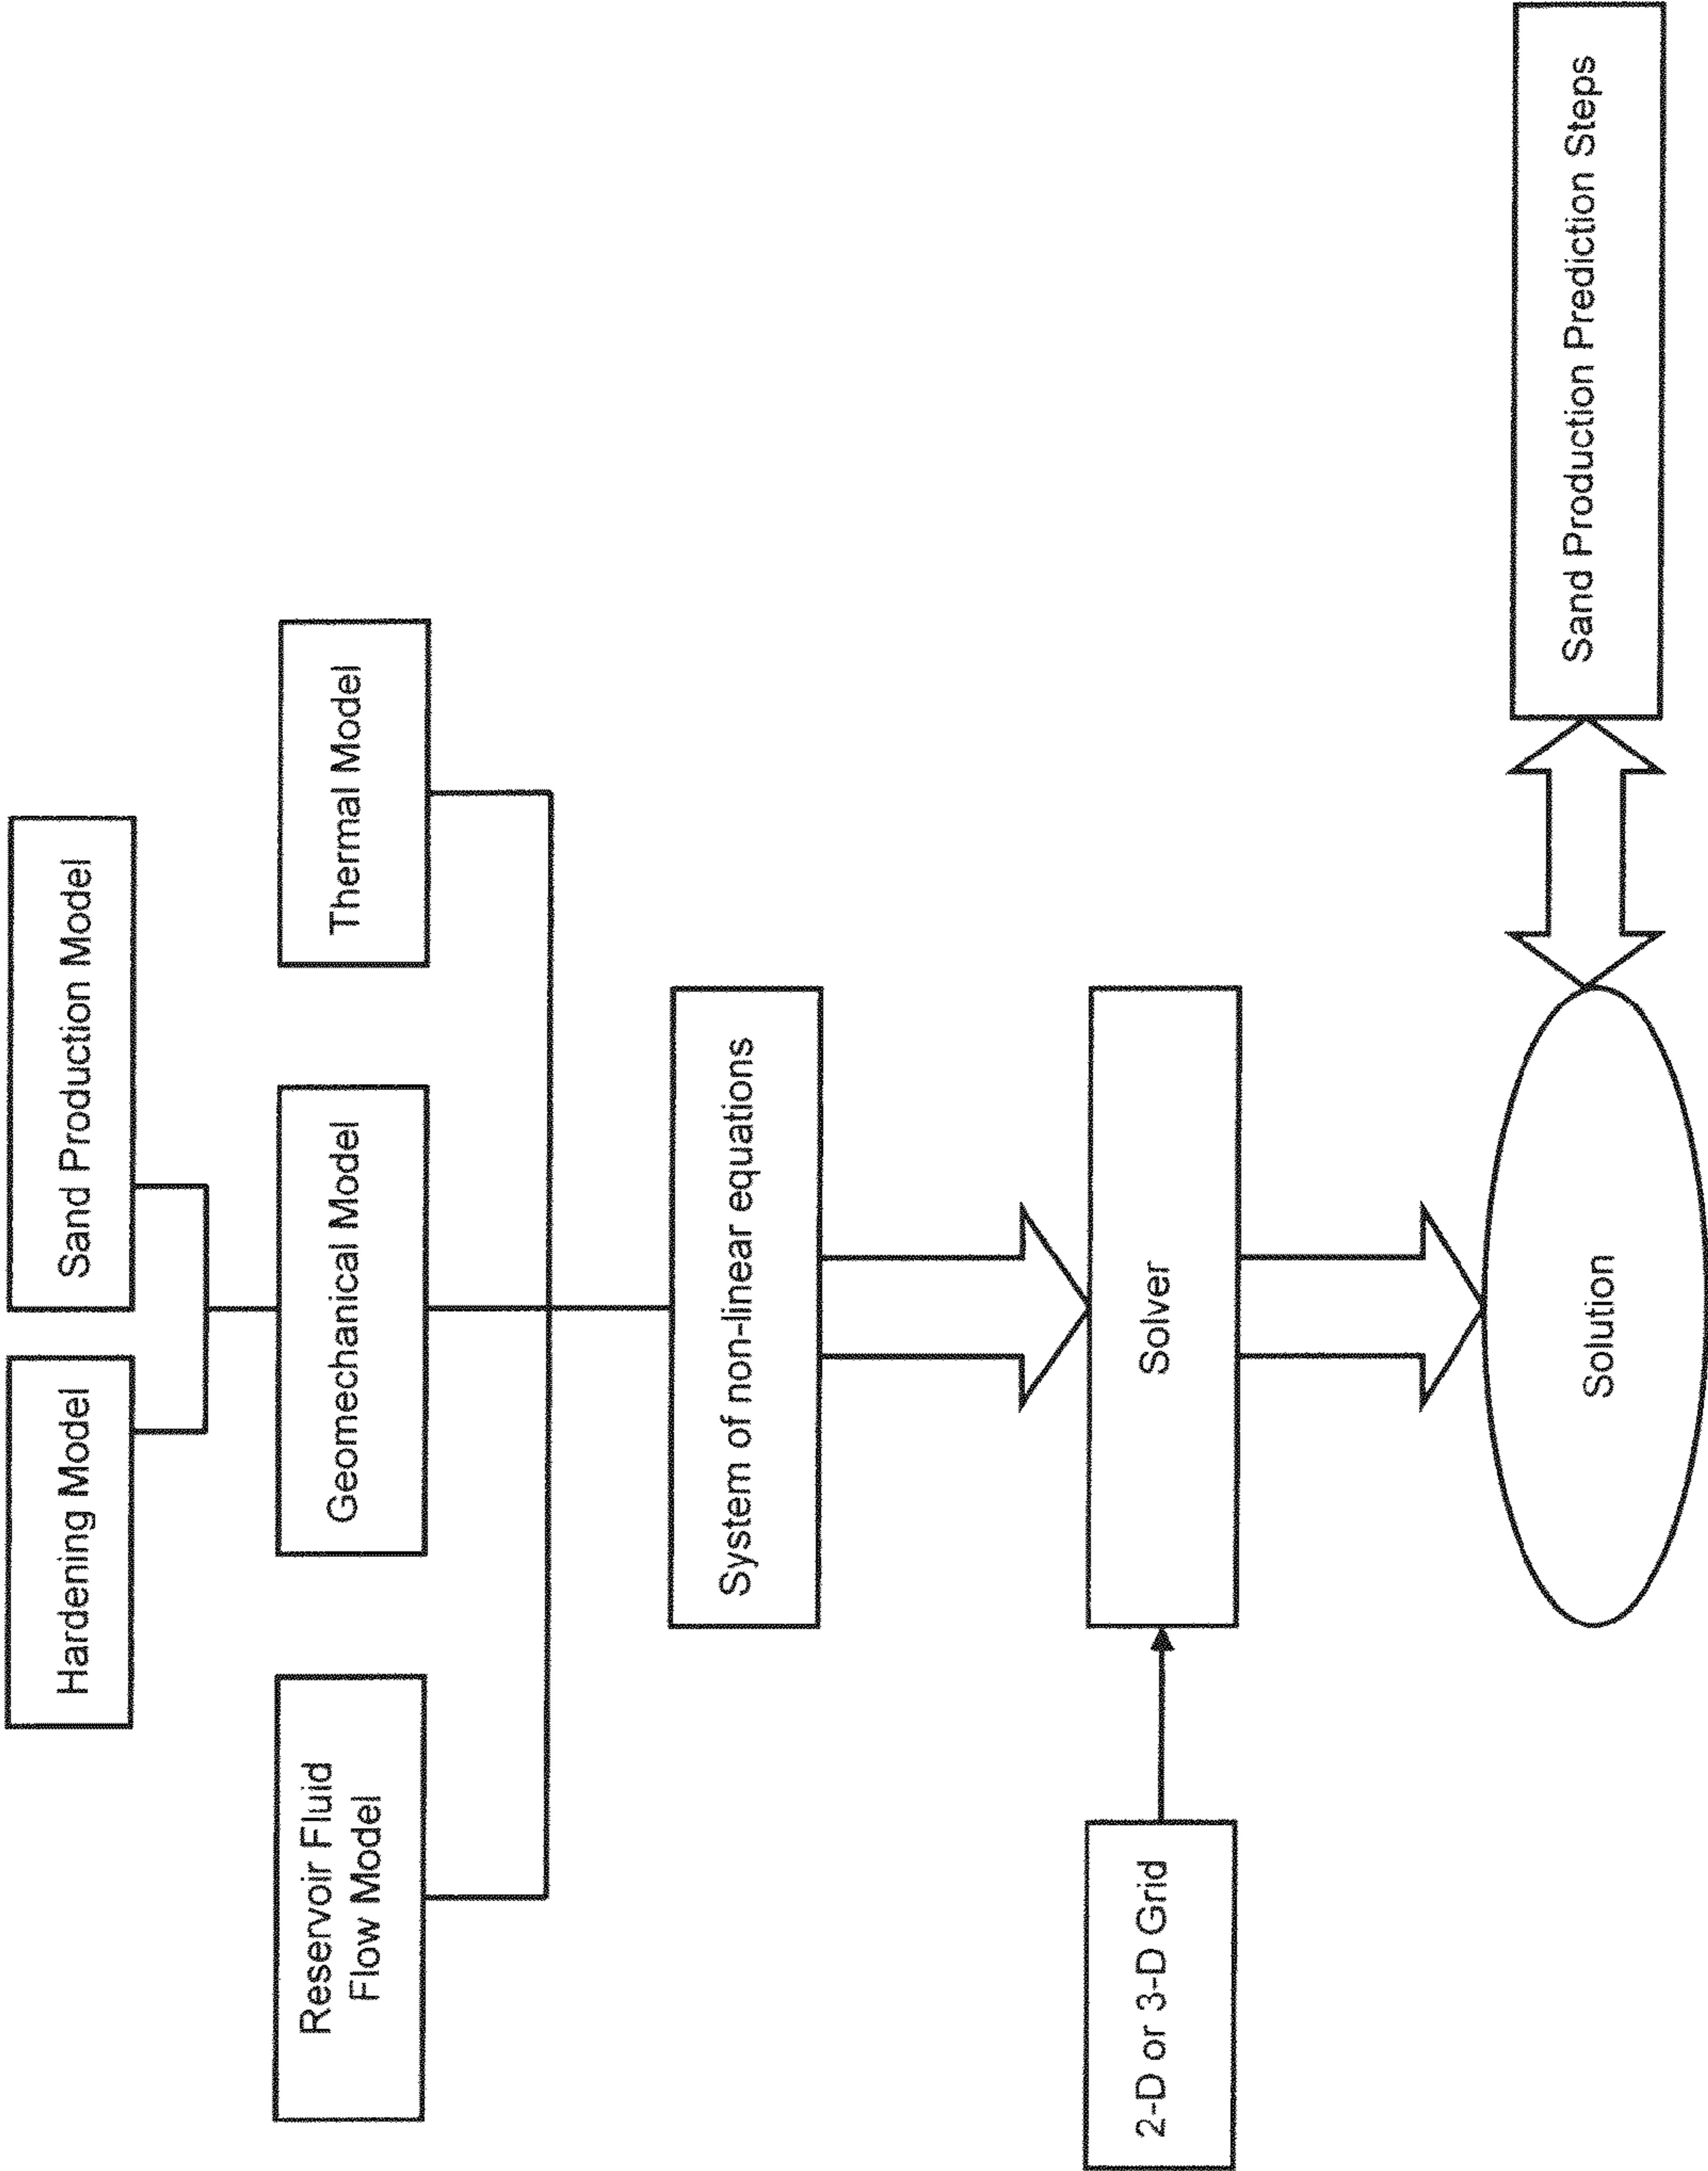 Hardening Model
Sand Production Model
Reservoir Fluid
Flow Model
Geomechanical Model
Thermal Model
System of non-linear equations
2-D or 3-D Grid
Solver
Solution
Sand Production Prediction Steps